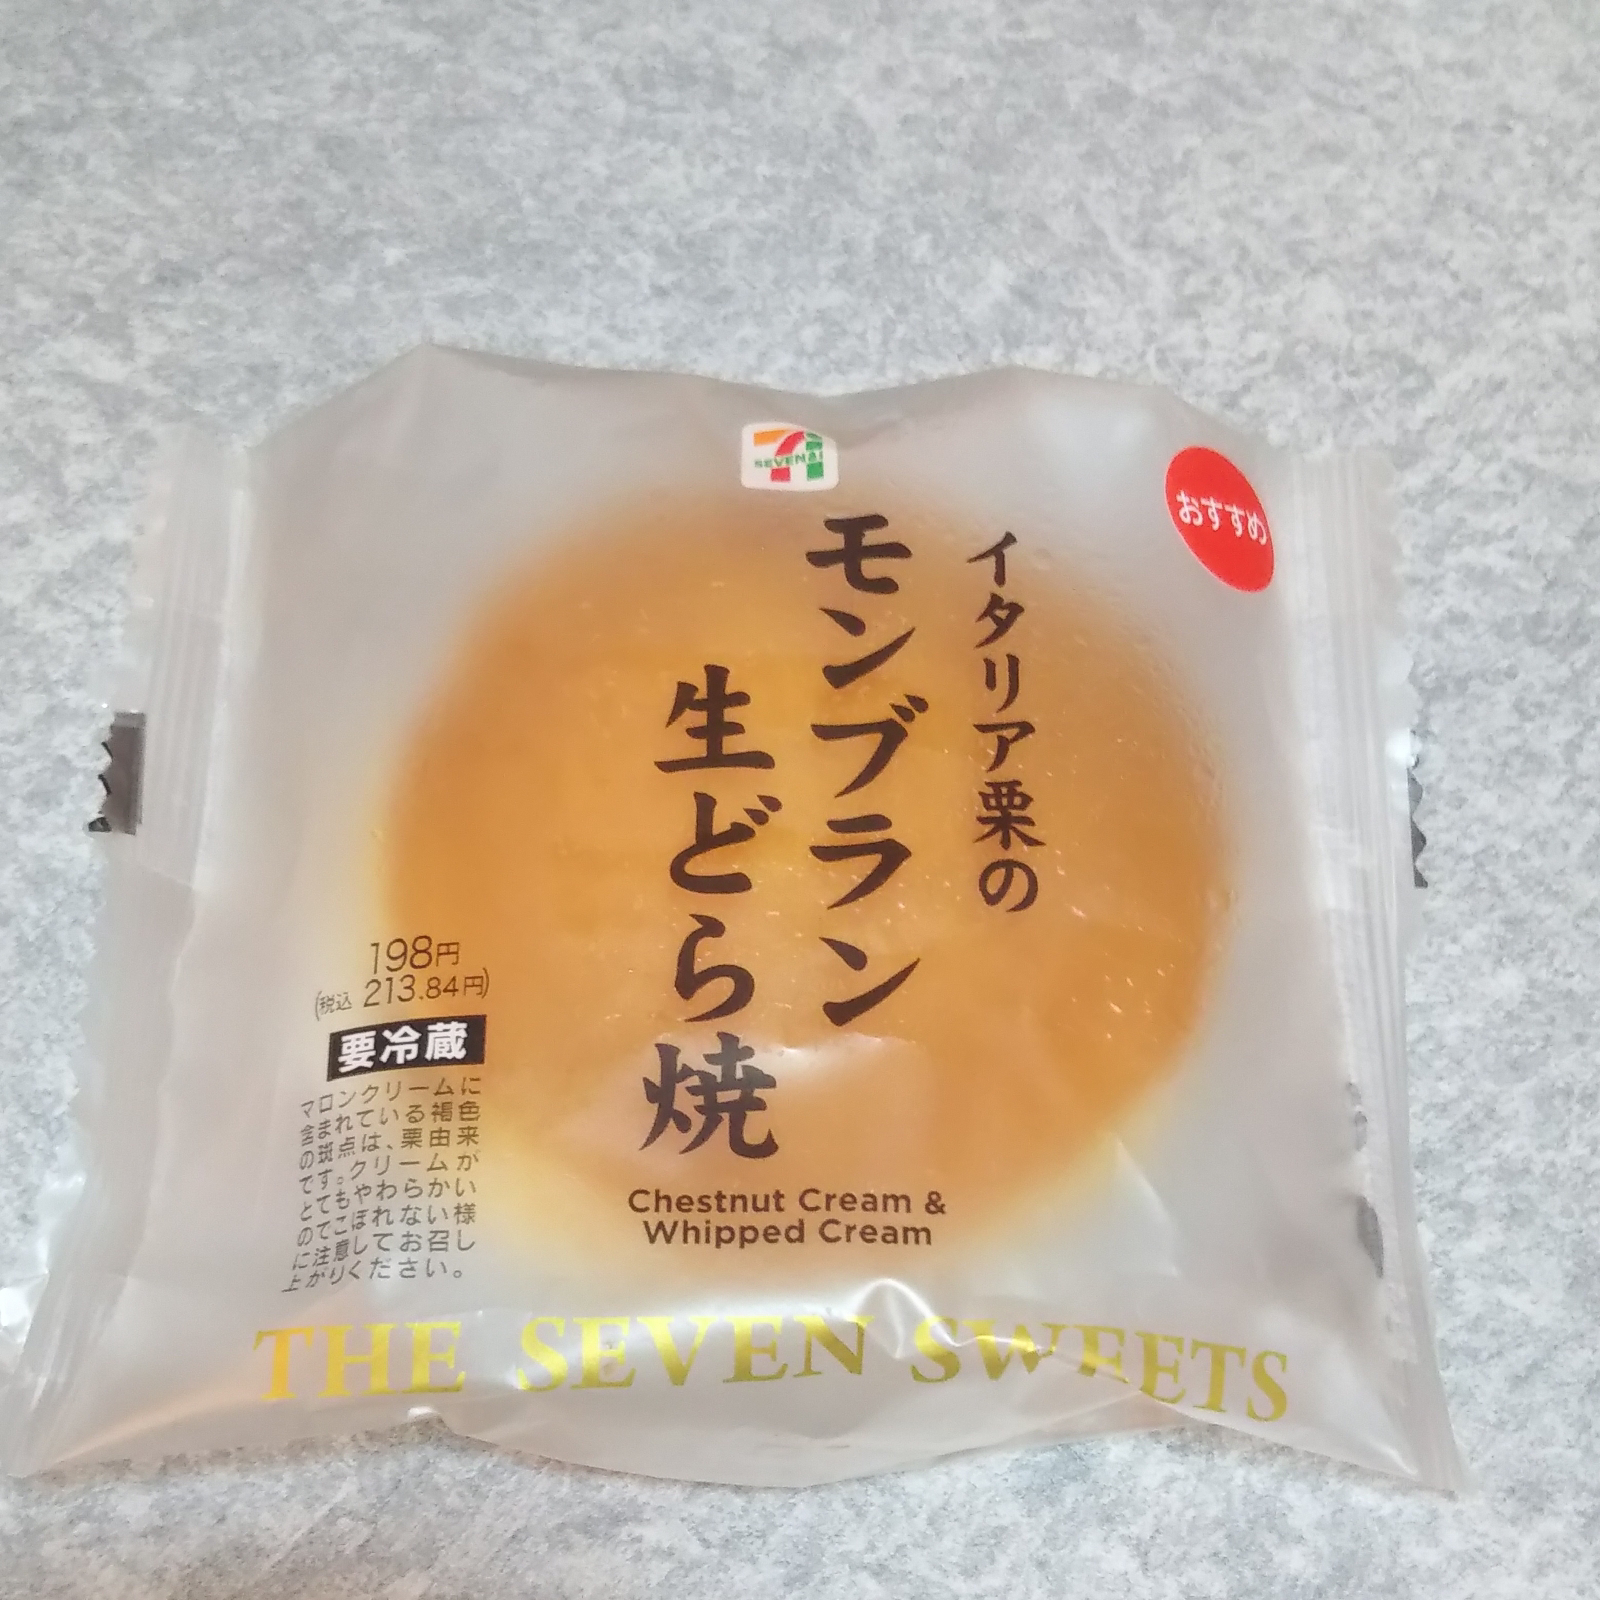 SEVEN&i
おすすめ
イタリア栗の
モンブラン
生どら焼
Chestnut Cream &
Whipped Cream
198円
(税込 213.84円)
要冷蔵
マロンクリームに
含まれている褐色
の斑点は、栗由来
です。クリームが
とてもやわらかい
のでこぼれない様
に注意してお召し
上がりください。
THE SEVEN SWEETS